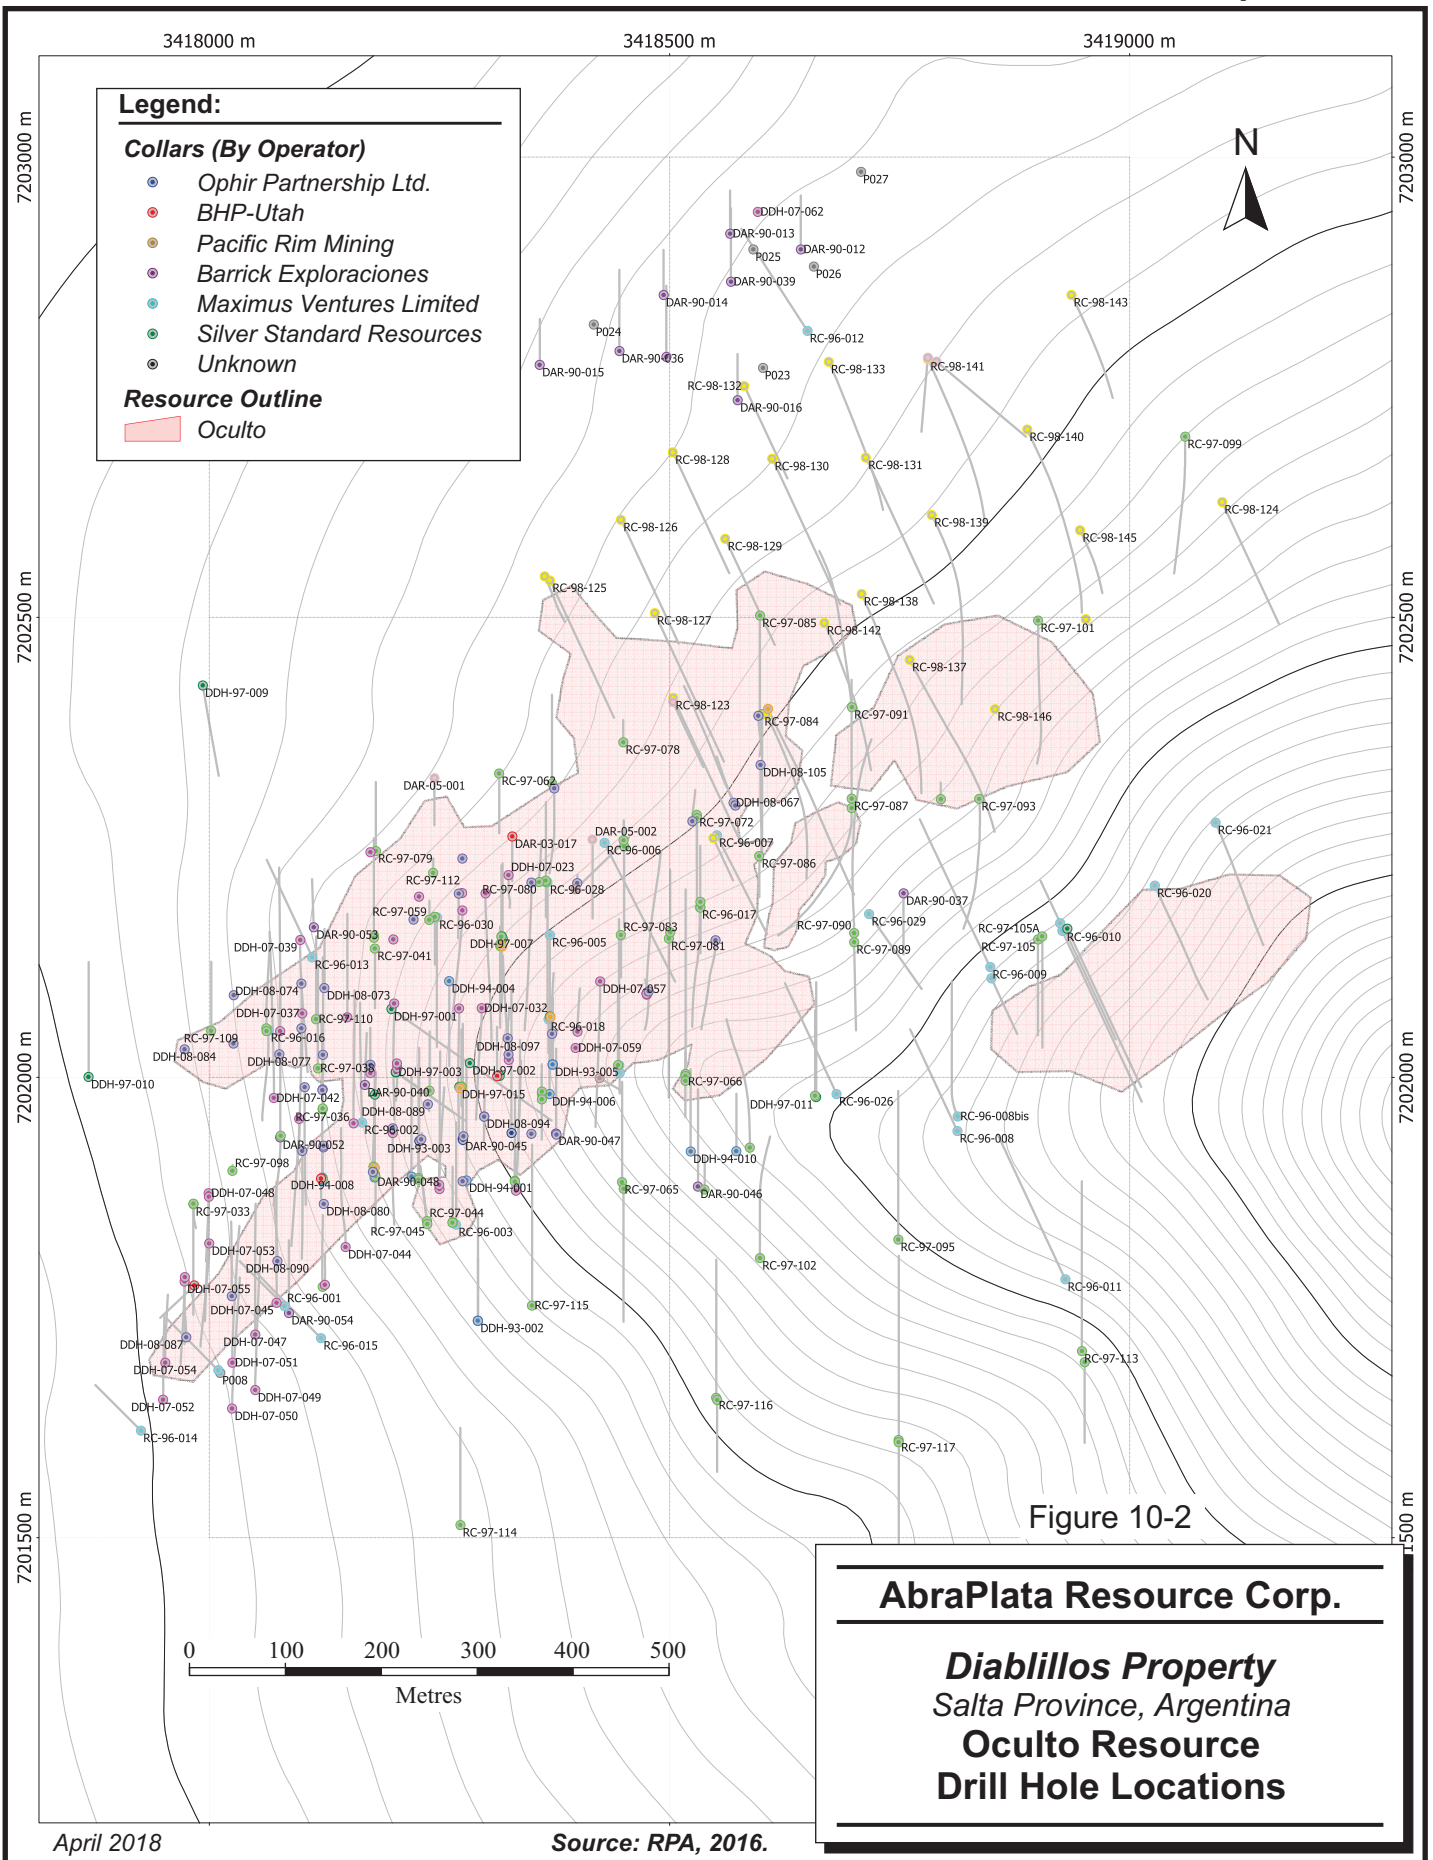 3418000 m
3418500 m
3419000 m
7203000 m
7203000 m
Legend:
Collars (By Operator)
Ophir Partnership Ltd.
BHP-Utah
Pacific Rim Mining
Barrick Exploraciones
Maximus Ventures Limited
Silver Standard Resources
Unknown
Resource Outline
Oculto
N
P027
DDH-07-062
DAR-90-013
DAR-90-012
P025
P026
DAR-90-039
DAR-90-014
RC-98-143
P024
RC-96-012
DAR-90-036
DAR-90-015
RC-98-133
RC-98-141
P023
RC-98-132
DAR-90-016
RC-98-140
RC-97-099
RC-98-128
RC-98-130
RC-98-131
RC-98-124
RC-98-126
RC-98-139
RC-98-145
RC-98-129
7202500 m
7202500 m
RC-98-125
RC-98-138
RC-98-127
RC-97-085
RC-98-142
RC-97-101
RC-98-137
DDH-97-009
RC-98-123
RC-97-091
RC-98-146
RC-97-084
RC-97-078
DDH-08-105
RC-97-062
DAR-05-001
DDH-08-067
RC-97-087
RC-97-093
RC-97-072
RC-96-021
DAR-03-017
DAR-05-002
RC-96-006
RC-96-007
RC-97-079
RC-97-086
DDH-07-023
RC-97-112
RC-97-080
RC-96-028
RC-96-020
DAR-90-037
RC-97-059
RC-96-030
RC-96-017
RC-96-029
DAR-90-053
RC-97-083
RC-97-090
RC-97-105A
RC-96-010
DDH-07-039
DDH-97-007
RC-96-005
RC-97-081
RC-97-089
RC-97-105
RC-97-041
RC-96-013
RC-96-009
DDH-08-074
DDH-08-073
DDH-94-004
DDH-07-057
DDH-07-037
RC-97-110
DDH-97-001
DDH-07-032
RC-97-109
RC-96-016
RC-96-018
DDH-08-084
DDH-08-077
DDH-08-097
DDH-07-059
RC-97-038
DDH-97-003
DDH-97-002
DDH-93-005
7202000 m
7202000 m
DDH-97-010
RC-97-066
DDH-07-042
DAR-90-040
DDH-97-015
DDH-94-006
DDH-97-011
RC-96-026
RC-97-036
DDH-08-089
RC-96-008bis
RC-96-002
DDH-08-094
RC-96-008
DAR-90-052
DDH-93-003
DAR-90-045
DAR-90-047
DDH-94-010
RC-97-098
DDH-94-008
DAR-90-048
DDH-94-001
RC-97-065
DAR-90-046
DDH-07-048
RC-97-033
DDH-08-080
RC-97-044
RC-97-045
RC-96-003
RC-97-095
DDH-07-053
DDH-07-044
RC-97-102
DDH-08-090
RC-96-011
DDH-07-055
RC-96-001
DDH-07-045
RC-97-115
DAR-90-054
DDH-93-002
DDH-08-087
DDH-07-047
RC-96-015
RC-97-113
DDH-07-054
DDH-07-051
P008
DDH-07-049
DDH-07-052
RC-97-116
DDH-07-050
RC-96-014
RC-97-117
7201500 m
500 m
RC-97-114
Figure 10-2
AbraPlata Resource Corp.
Diablillos Property
Salta Province, Argentina
Oculto Resource
Drill Hole Locations
0 100 200 300 400 500
Metres
April 2018
Source: RPA, 2016.